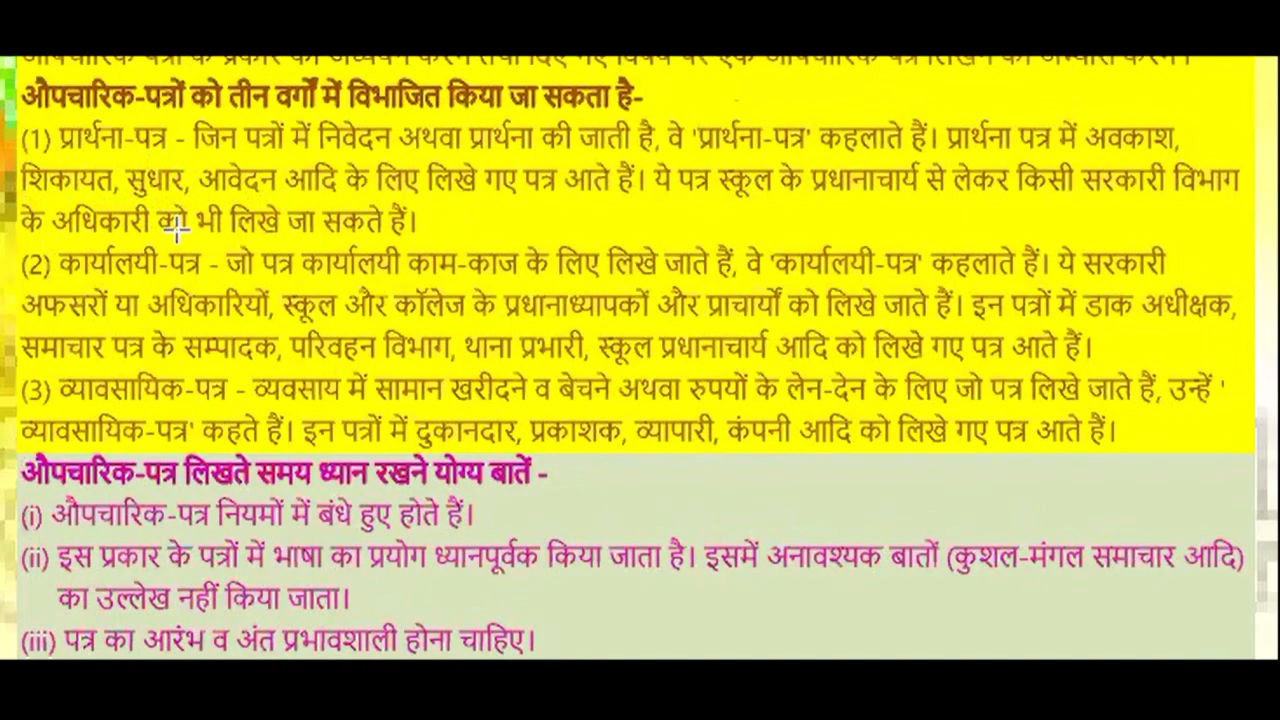 औपचारिक-पत्रों को तीन वर्गों में विभाजित किया जा सकता है-
(1) प्रार्थना-पत्र - जिन पत्रों में निवेदन अथवा प्रार्थना की जाती है, वे 'प्रार्थना-पत्र' कहलाते हैं। प्रार्थना पत्र में अवकाश,
शिकायत, सुधार, आवेदन आदि के लिए लिखे गए पत्र आते हैं। ये पत्र स्कूल के प्रधानाचार्य से लेकर किसी सरकारी विभाग
के अधिकारी को भी लिखे जा सकते हैं।
(2) कार्यालयी-पत्र - जो पत्र कार्यालयी काम-काज के लिए लिखे जाते हैं, वे 'कार्यालयी-पत्र' कहलाते हैं। ये सरकारी
अफसरों या अधिकारियों, स्कूल और कॉलेज के प्रधानाध्यापकों और प्राचार्यों को लिखे जाते हैं। इन पत्रों में डाक अधीक्षक,
समाचार पत्र के सम्पादक, परिवहन विभाग, थाना प्रभारी, स्कूल प्रधानाचार्य आदि को लिखे गए पत्र आते हैं।
(3) व्यावसायिक-पत्र - व्यवसाय में सामान खरीदने व बेचने अथवा रुपयों के लेन-देन के लिए जो पत्र लिखे जाते हैं, उन्हें '
व्यावसायिक-पत्र' कहते हैं। इन पत्रों में दुकानदार, प्रकाशक, व्यापारी, कंपनी आदि को लिखे गए पत्र आते हैं।
औपचारिक-पत्र लिखते समय ध्यान रखने योग्य बातें -
(i) औपचारिक-पत्र नियमों में बंधे हुए होते हैं।
(ii) इस प्रकार के पत्रों में भाषा का प्रयोग ध्यानपूर्वक किया जाता है। इसमें अनावश्यक बातों (कुशल-मंगल समाचार आदि)
का उल्लेख नहीं किया जाता।
(iii) पत्र का आरंभ व अंत प्रभावशाली होना चाहिए।